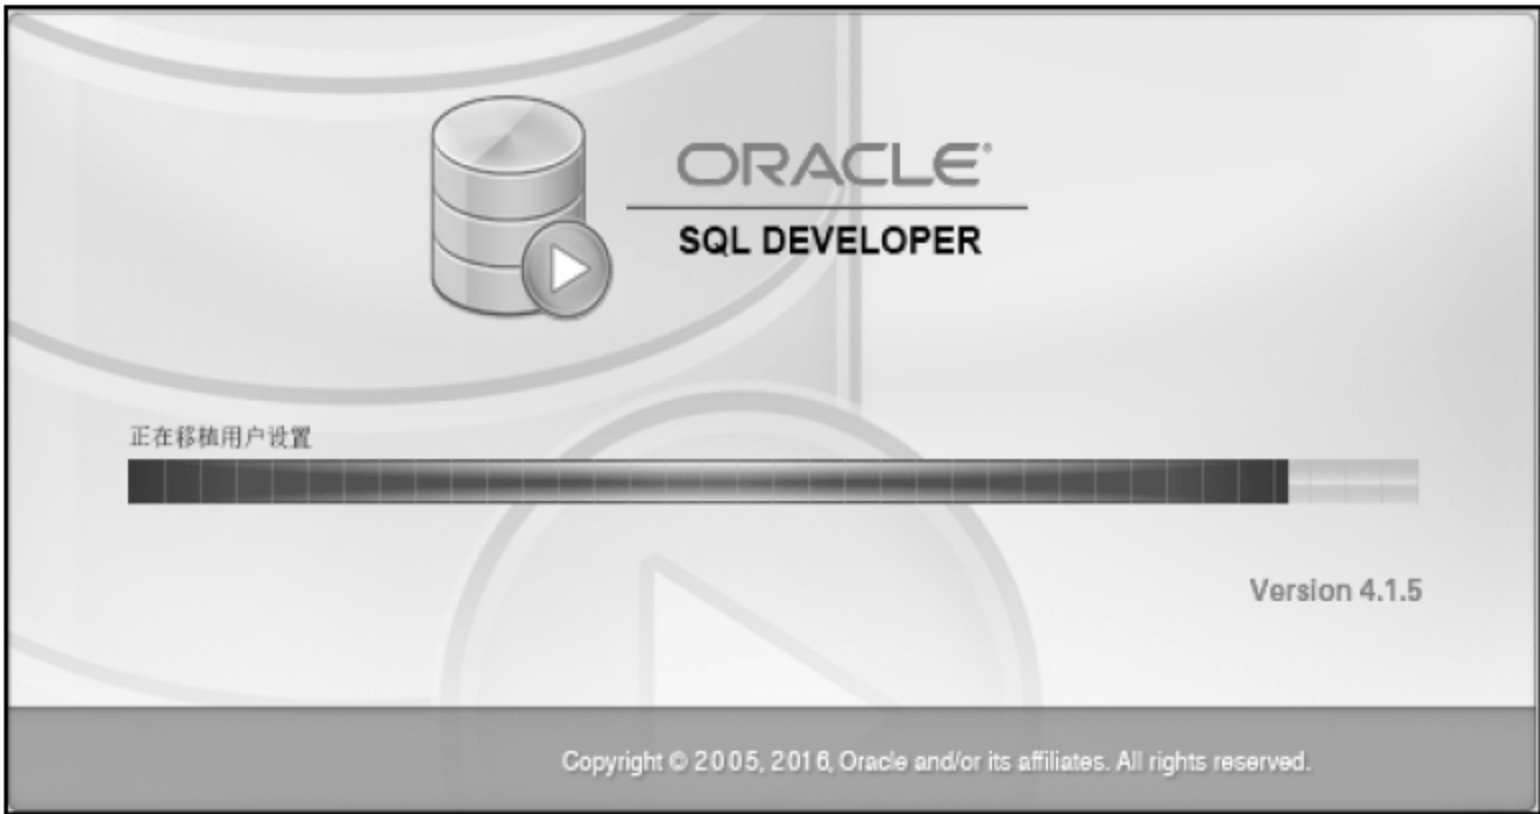 ORACLE®
SQL DEVELOPER
正在移植用户设置
Version 4.1.5
Copyright © 2005, 2016, Oracle and/or its affiliates. All rights reserved.